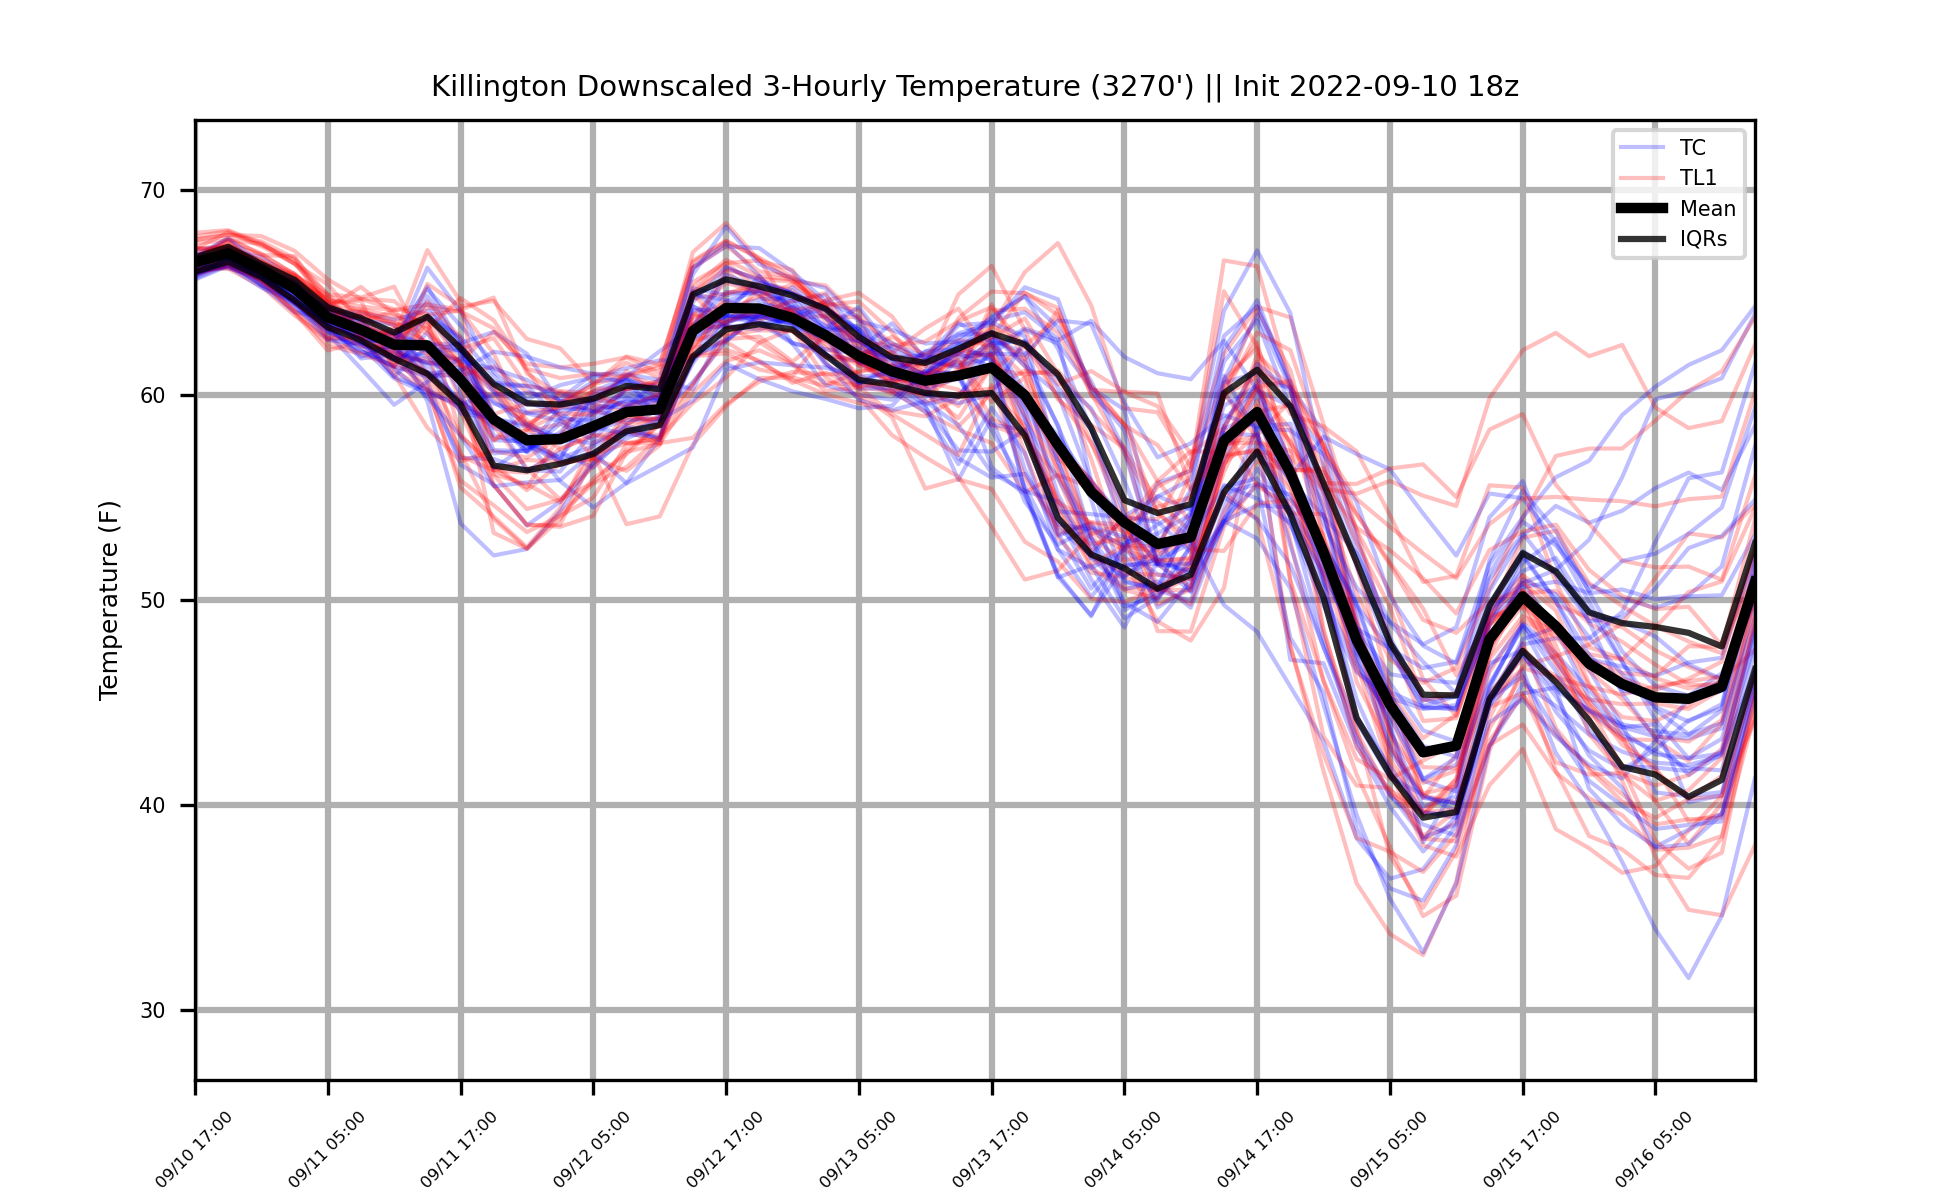 Killington Downscaled 3-Hourly Temperature (3270') || Init 2022-09-10 18z
TC
TL1
Mean
IQRs
Temperature (F)
70
60
50
40
30
09/10 17:00
09/11 05:00
09/11 17:00
09/12 05:00
09/12 17:00
09/13 05:00
09/13 17:00
09/14 05:00
09/14 17:00
09/15 05:00
09/15 17:00
09/16 05:00